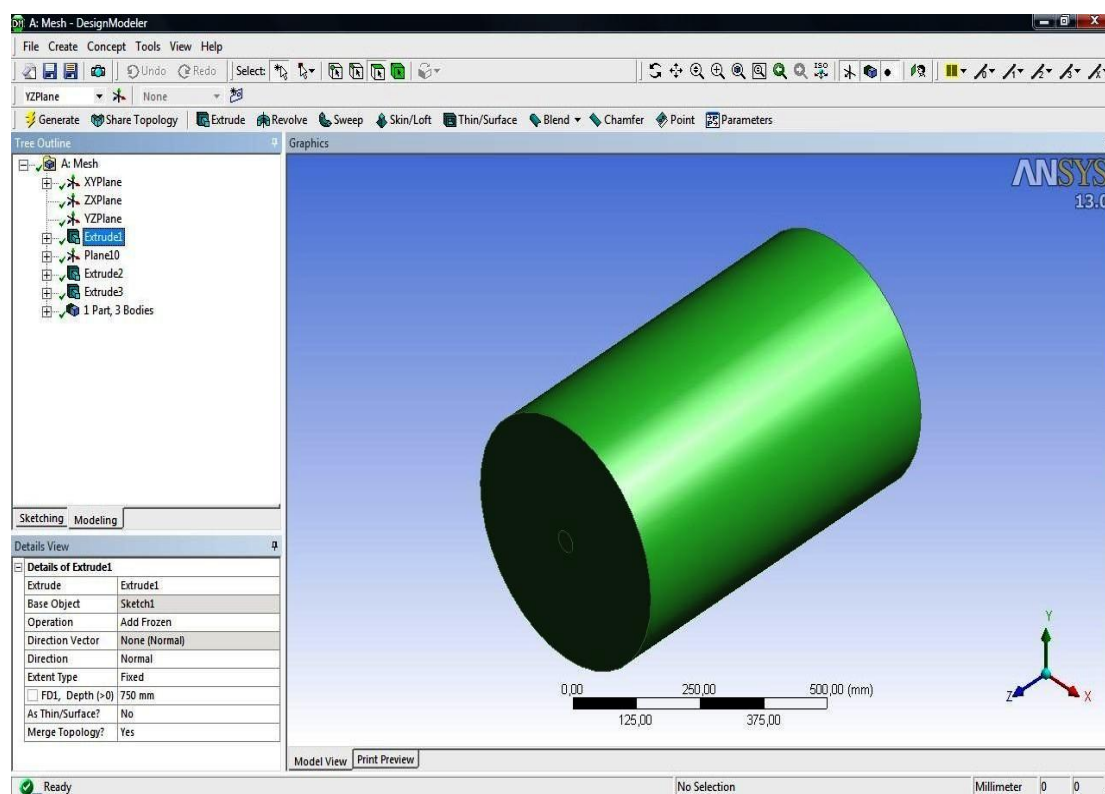 A: Mesh - DesignModeler
File Create Concept Tools View Help
Undo Redo Select:
YZPlane None
Generate Share Topology Extrude Revolve Sweep Skin/Loft Thin/Surface Blend Chamfer Point Parameters
Tree Outline
Graphics
A: Mesh
XYPlane
ZXPlane
YZPlane
Extrude1
Plane10
Extrude2
Extrude3
1 Part, 3 Bodies
Sketching Modeling
Details View
Details of Extrude1
Extrude Extrude1
Base Object Sketch1
Operation Add Frozen
Direction Vector None (Normal)
Direction Normal
Extent Type Fixed
FD1, Depth (>0) 750 mm
As Thin/Surface? No
Merge Topology? Yes
ANSYS
13.0
0,00 250,00 500,00 (mm)
125,00 375,00
Y
Z X
Model View Print Preview
Ready No Selection Millimeter 0 0